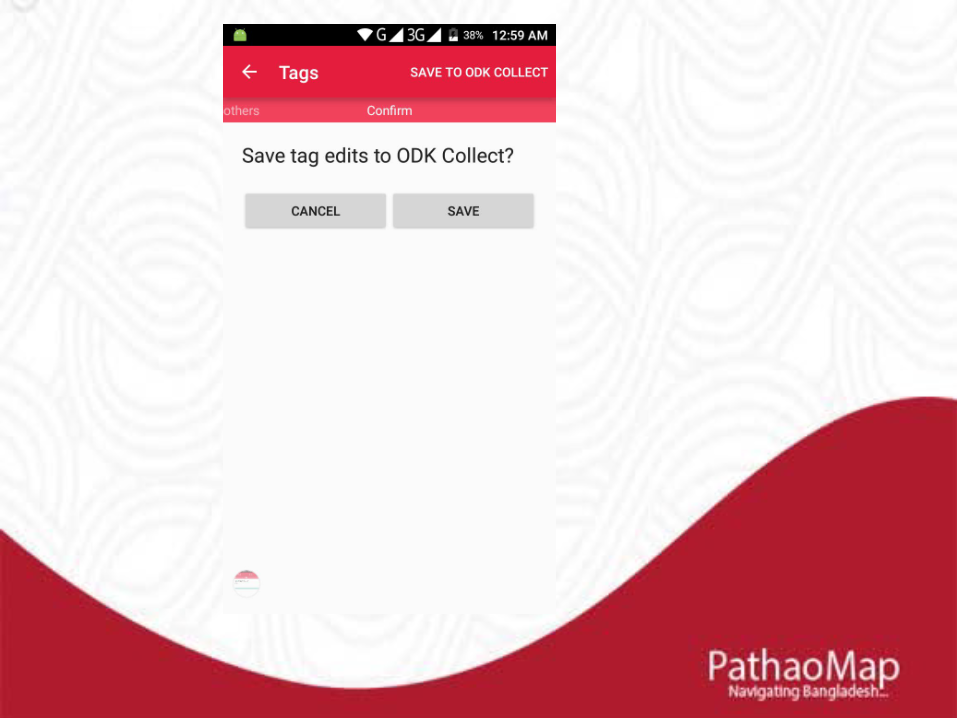 G 3G 38% 12:59 AM
Tags SAVE TO ODK COLLECT
others Confirm
Save tag edits to ODK Collect?
CANCEL SAVE
PathaoMap
Navigating Bangladesh...